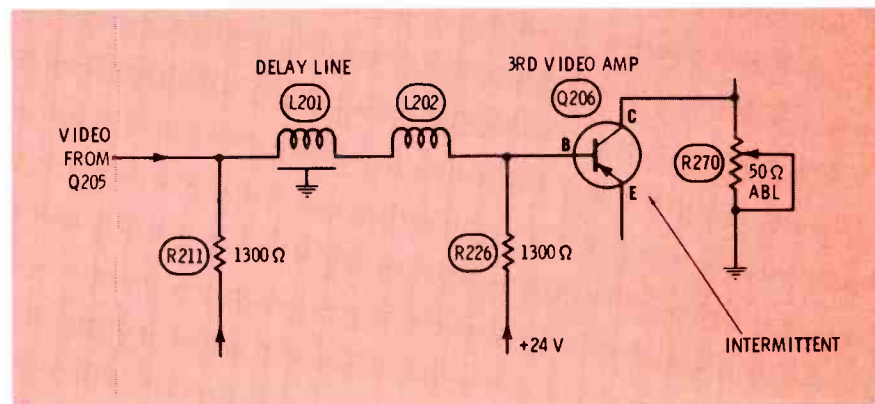 DELAY LINE
L201
L202
3RD VIDEO AMP
Q206
VIDEO
FROM
Q205
B
C
E
R270
50Ω
ABL
R211
1300Ω
R226
1300Ω
+24 V
INTERMITTENT